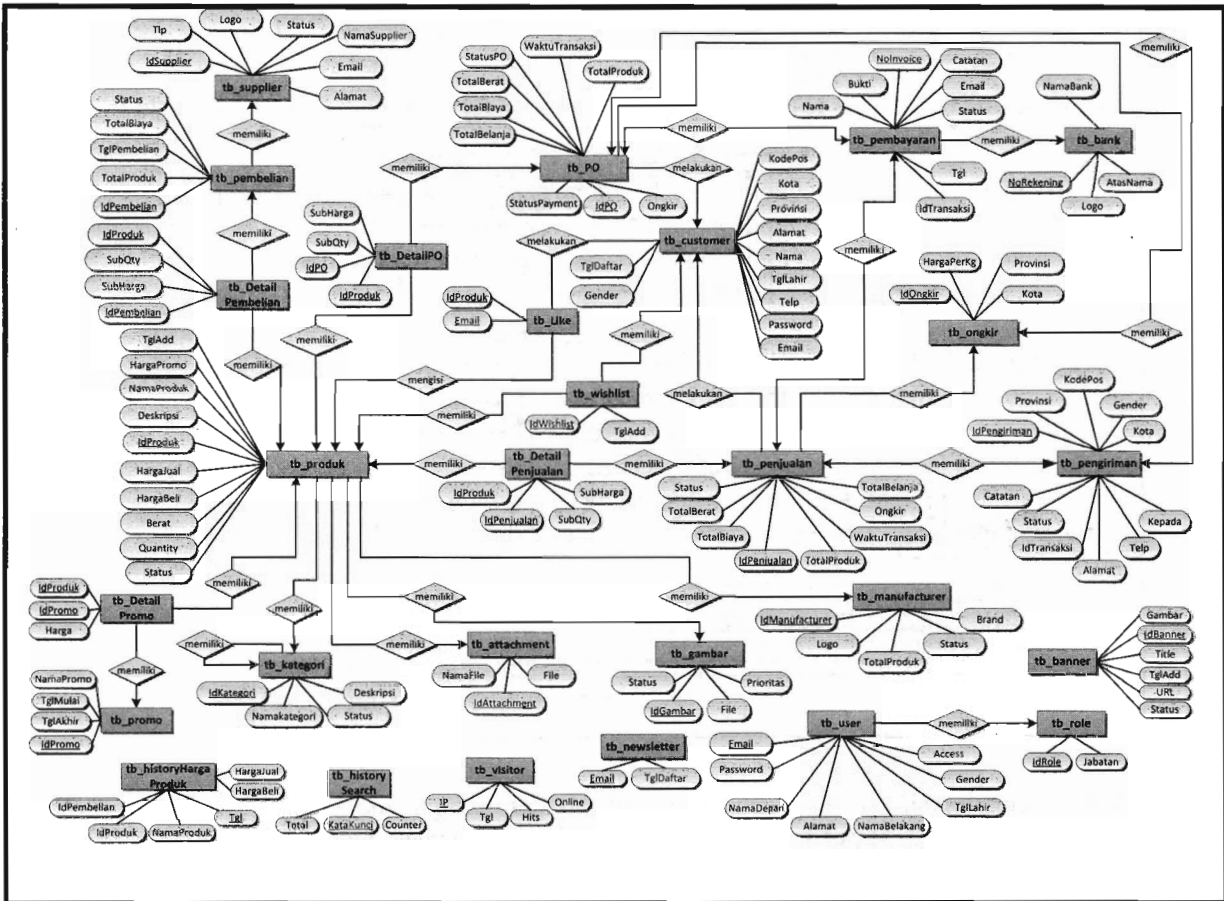 Logo
Status
Tlp
NamaSupplier
IdSupplier
Email
Alamat
tb_supplier
memiliki
Status
TotalBiaya
TglPembelian
TotalProduk
IdPembelian
tb_pembelian
memiliki
IdProduk
SubQty
SubHarga
IdPembelian
tb_Detail
Pembelian
memiliki
WaktuTransaksi
StatusPO
TotalProduk
TotalBerat
TotalBiaya
TotalBelanja
tb_PO
StatusPayment
IdPO
Ongkir
memiliki
melakukan
SubHarga
SubQty
IdPO
IdProduk
tb_DetailPO
memiliki
memiliki
NoInvoice
Catatan
Bukti
Email
Nama
Status
tb_pembayaran
Tgl
IdTransaksi
memiliki
memiliki
NamaBank
tb_bank
NoRekening
AtasNama
Logo
memiliki
KodePos
Kota
Provinsi
Alamat
Nama
TglLahir
Telp
Password
Email
tb_customer
TglDaftar
Gender
melakukan
IdProduk
Email
tb_Like
mengisi
memiliki
memiliki
HargaPerKg
Provinsi
IdOngkir
Kota
tb_ongkir
memiliki
memiliki
memiliki
tb_wishlist
IdWishlist
TglAdd
memiliki
melakukan
TglAdd
HargaPromo
NamaProduk
Deskripsi
IdProduk
HargaJual
HargaBeli
Berat
Quantity
Status
tb_produk
memiliki
tb_Detail
Penjualan
memiliki
IdProduk
SubHarga
IdPenjualan
SubQty
tb_penjualan
Status
TotalBelanja
TotalBerat
Ongkir
TotalBiaya
WaktuTransaksi
IdPenjualan
TotalProduk
memiliki
KodePos
Provinsi
Gender
IdPengiriman
Kota
tb_pengiriman
Catatan
Status
Kepada
IdTransaksi
Telp
Alamat
IdProduk
IdPromo
Harga
tb_Detail
Promo
memiliki
memiliki
NamaPromo
TglMulai
TglAkhir
IdPromo
tb_promo
memiliki
memiliki
tb_kategori
IdKategori
Deskripsi
Namakategori
Status
memiliki
tb_attachment
NamaFile
File
IdAttachment
memiliki
tb_gambar
Status
Prioritas
IdGambar
File
memiliki
tb_manufacturer
IdManufacturer
Brand
Logo
Status
TotalProduk
Gambar
IdBanner
Title
TglAdd
URL
Status
tb_banner
tb_historyHarga
Produk
HargaJual
HargaBeli
IdPembelian
Tgl
IdProduk
NamaProduk
tb_history
Search
Total
KataKunci
Counter
tb_visitor
IP
Online
Tgl
Hits
tb_newsletter
Email
TglDaftar
tb_user
memiliki
tb_role
Email
Access
Password
Gender
NamaDepan
TglLahir
Alamat
NamaBelakang
IdRole
Jabatan